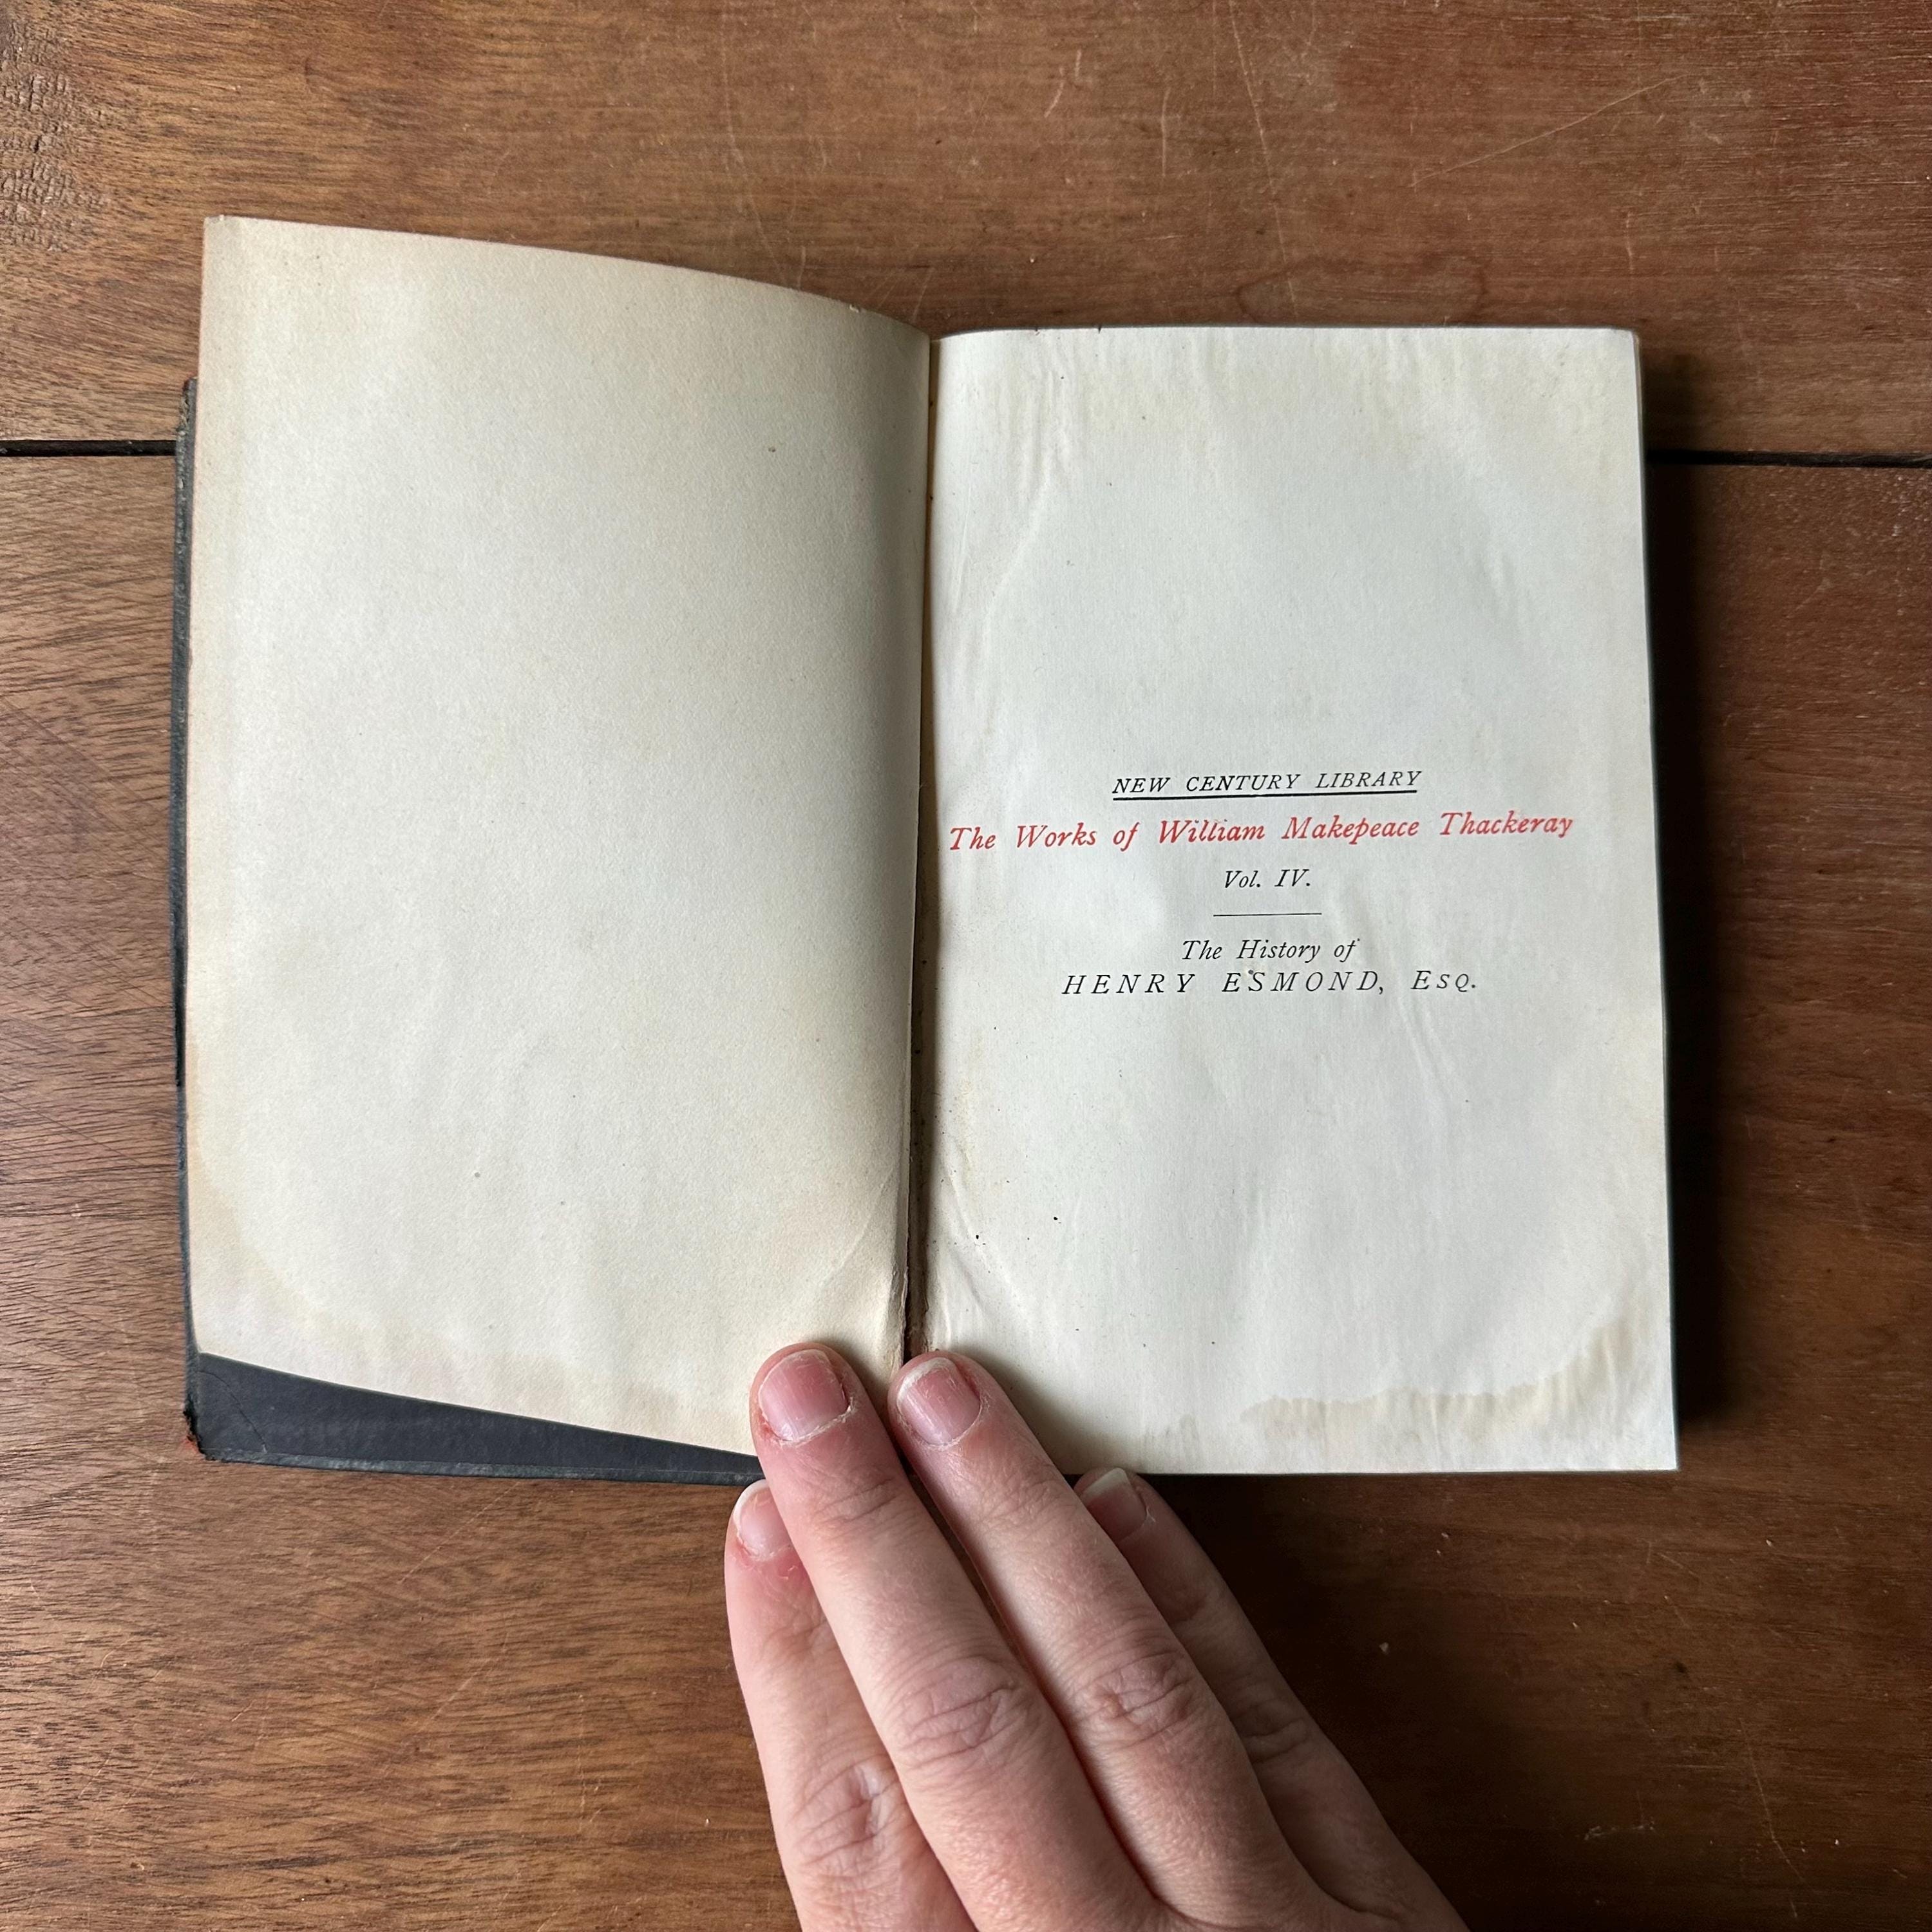 NEW CENTURY LIBRARY
The Works of William Makepeace Thackeray
Vol. IV.
The History of
HENRY ESMOND, ESQ.